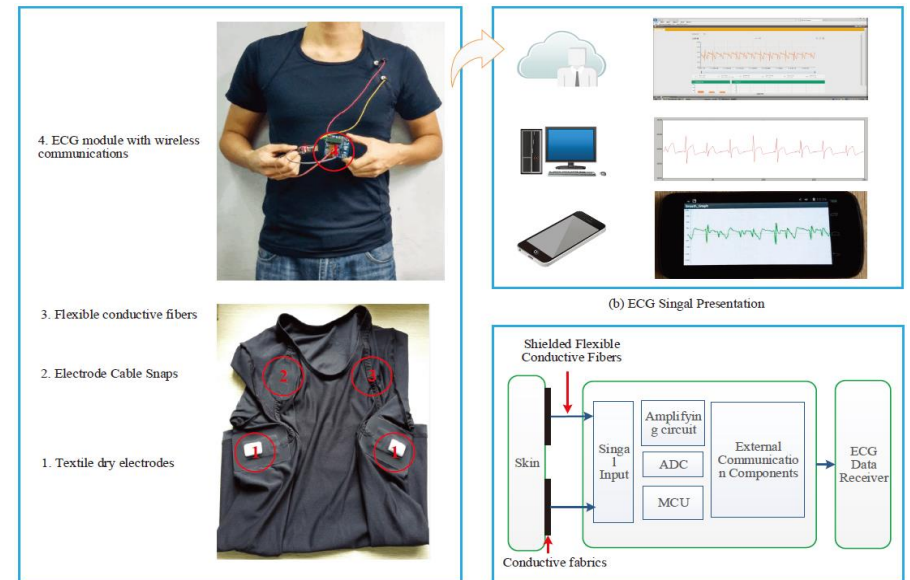 4. ECG module with wireless
communications
4
3. Flexible conductive fibers
2. Electrode Cable Snaps
1. Textile dry electrodes
2
3
1
1
(b) ECG Singal Presentation
Shielded Flexible
Conductive Fibers
Skin
Singa
l
Input
Amplifyin
g circuit
ADC
MCU
External
Communicatio
n Components
ECG
Data
Receiver
Conductive fabrics